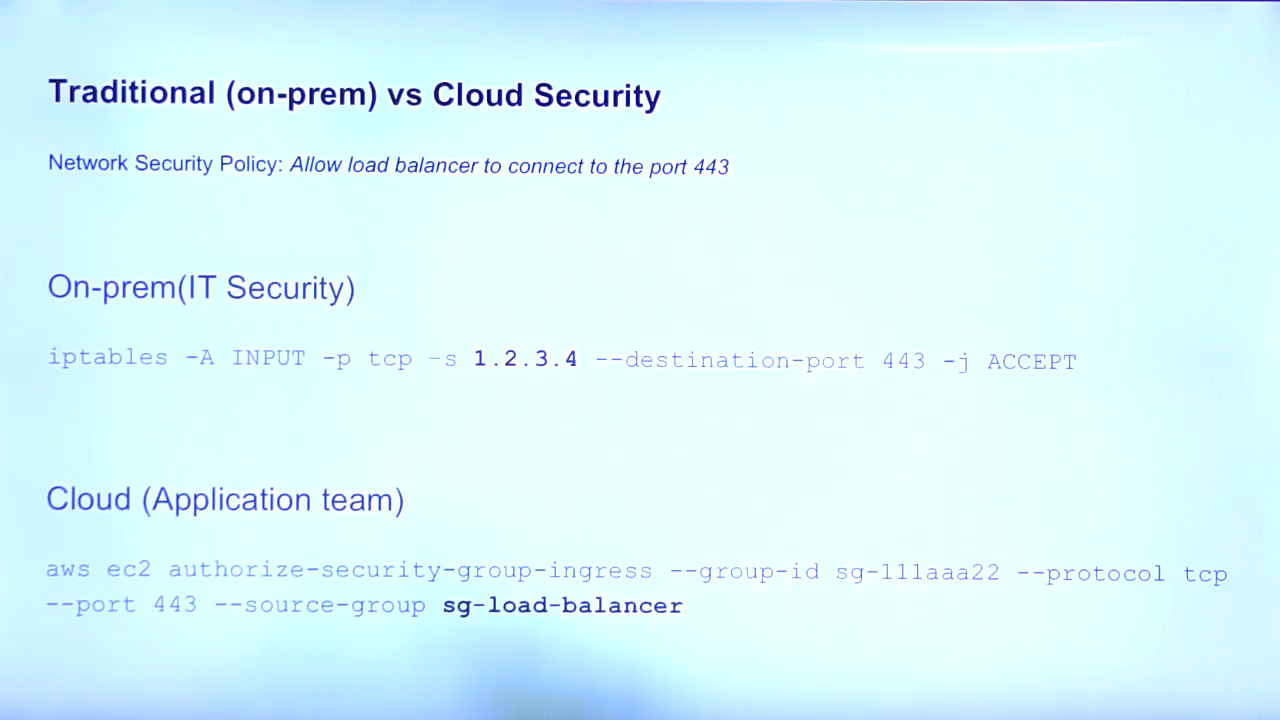 Traditional (on-prem) vs Cloud Security
Network Security Policy: Allow load balancer to connect to the port 443
On-prem(IT Security)
iptables -A INPUT -p tcp -s 1.2.3.4 --destination-port 443 -j ACCEPT
Cloud (Application team)
aws ec2 authorize-security-group-ingress --group-id sg-111aaa22 --protocol tcp
--port 443 --source-group sg-load-balancer